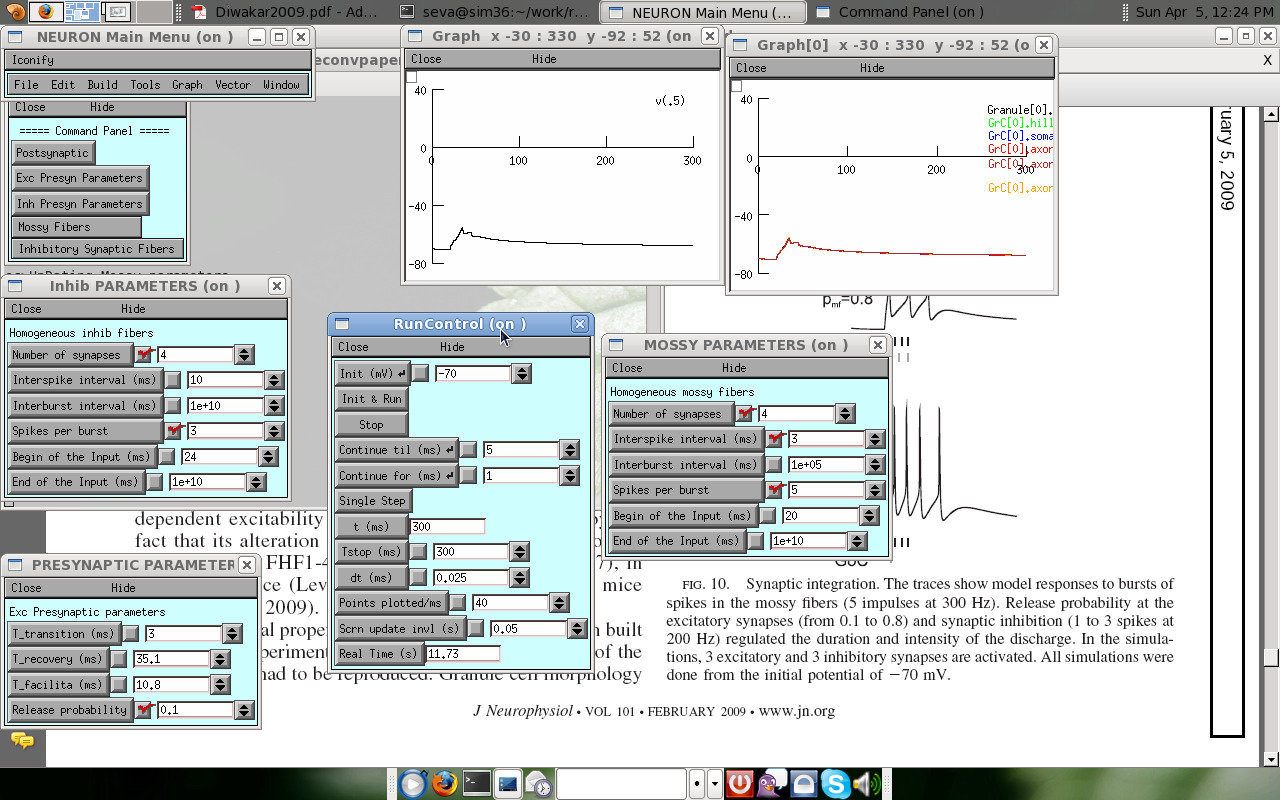 Diwakar2009.pdf - Ad...
seva@sim36:~/work/r...
NEURON Main Menu (...
Command Panel (on )
Sun Apr 5, 12:24 PM
NEURON Main Menu (on )
Iconify
File Edit Build Tools Graph Vector Window
Close Hide
===== Command Panel =====
Postsynaptic
Exc Presyn Parameters
Inh Presyn Parameters
Mossy Fibers
Inhibitory Synaptic Fibers
Graph x -30 : 330 y -92 : 52 (on
Close Hide
40
v(.5)
0
0 100 200 300
-40
-80
Graph[0] x -30 : 330 y -92 : 52 (o
Close Hide
40
Granule[0].
GrC[0].hill
GrC[0].soma
GrC[0].axor
GrC[0].axor
GrC[0].axor
0
0 100 200 300
-40
-80
X
uary 5, 2009
Inhib PARAMETERS (on )
Close Hide
Homogeneous inhib fibers
Number of synapses 4
Interspike interval (ms) 10
Interburst interval (ms) 1e+10
Spikes per burst 3
Begin of the Input (ms) 24
End of the Input (ms) 1e+10
RunControl (on )
Close Hide
Init (mV) -70
Init & Run
Stop
Continue til (ms) 5
Continue for (ms) 1
Single Step
t (ms) 300
Tstop (ms) 300
dt (ms) 0.025
Points plotted/ms 40
Scrn update invl (s) 0.05
Real Time (s) 11.73
MOSSY PARAMETERS (on )
Close Hide
Homogeneous mossy fibers
Number of synapses 4
Interspike interval (ms) 3
Interburst interval (ms) 1e+05
Spikes per burst 5
Begin of the Input (ms) 20
End of the Input (ms) 1e+10
PRESYNAPTIC PARAMETER
Close Hide
Exc Presynaptic parameters
T_transition (ms) 3
T_recovery (ms) 35.1
T_facilita (ms) 10.8
Release probability 0.1
Pmf=0.8
dependent excitability
fact that its alteration
FHF1-4 7), in
ce (Lev mice
2009).
al prope n built
periment of the
had to be reproduced. Granule cell morphology
FIG. 10. Synaptic integration. The traces show model responses to bursts of
spikes in the mossy fibers (5 impulses at 300 Hz). Release probability at the
excitatory synapses (from 0.1 to 0.8) and synaptic inhibition (1 to 3 spikes at
200 Hz) regulated the duration and intensity of the discharge. In the simula-
tions, 3 excitatory and 3 inhibitory synapses are activated. All simulations were
done from the initial potential of −70 mV.
J Neurophysiol • VOL 101 • FEBRUARY 2009 • www.jn.org